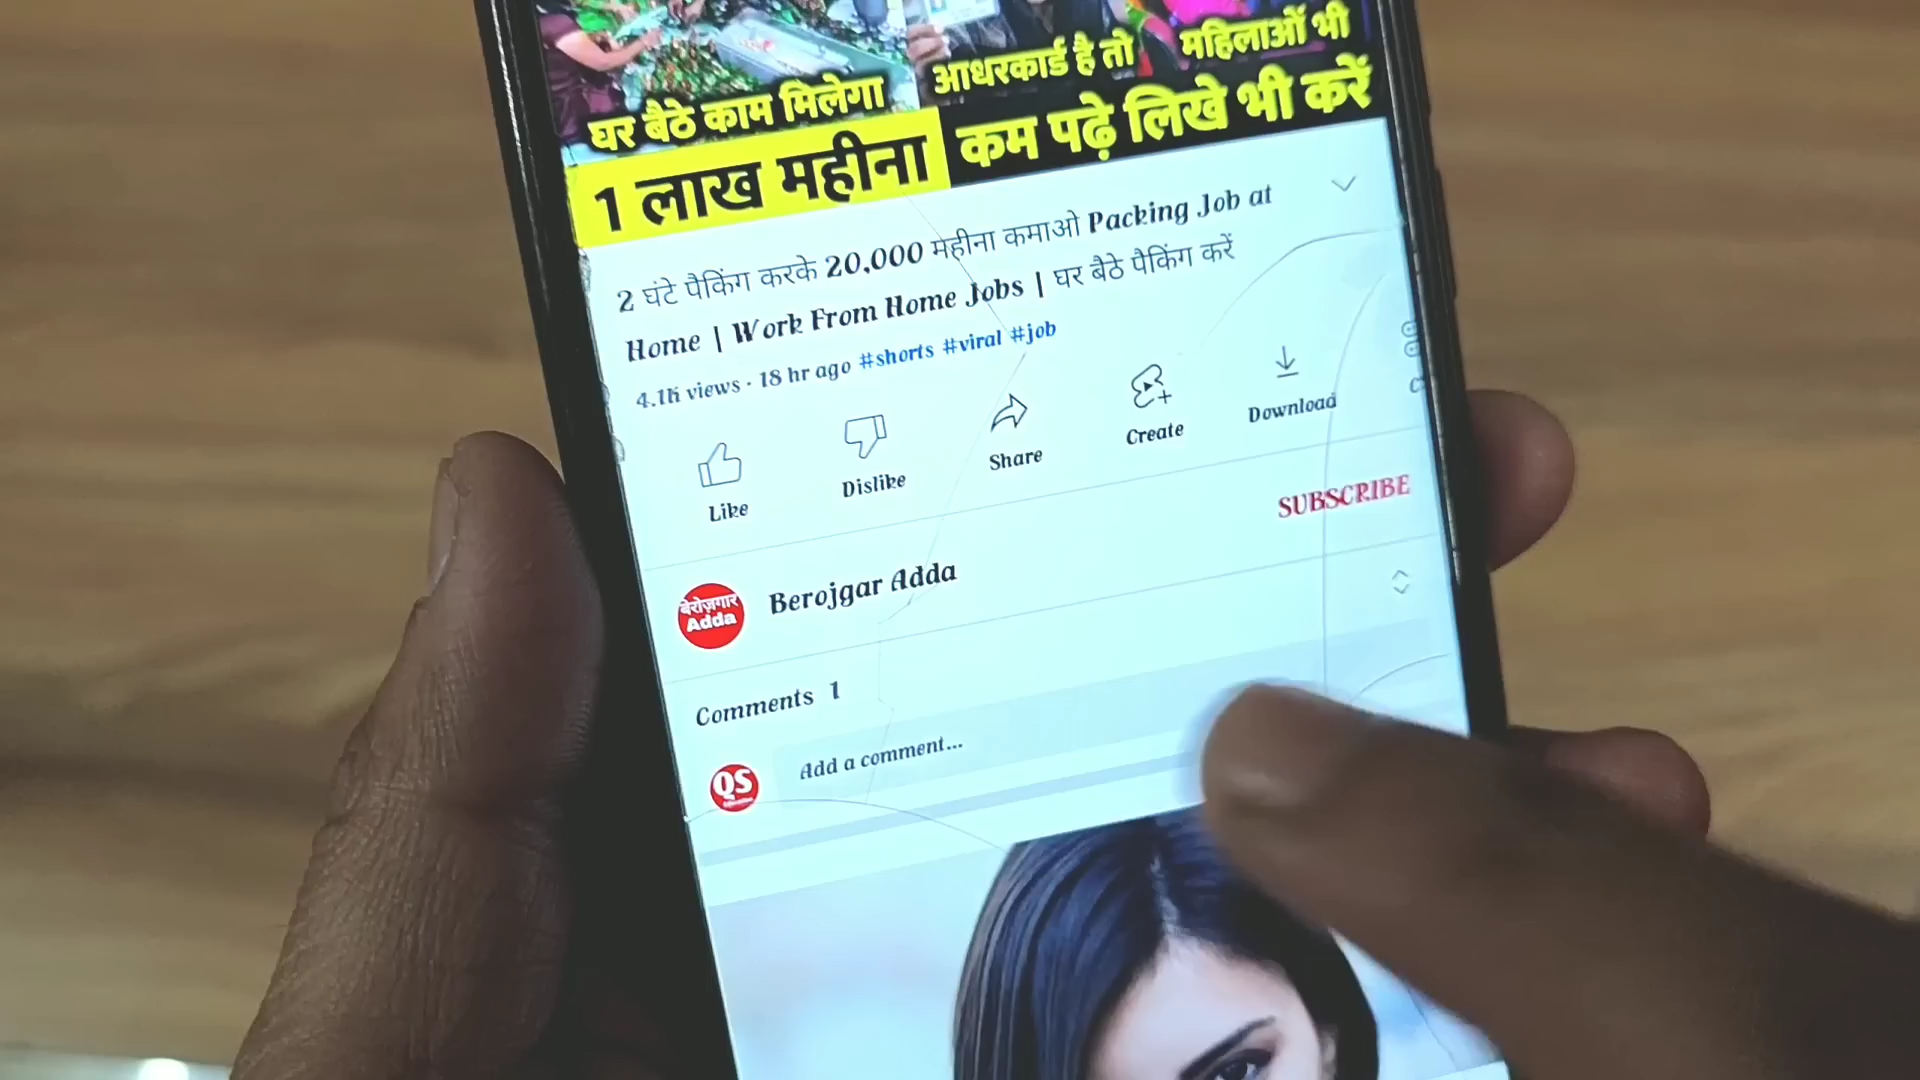 घर बैठे काम मिलेगा
आधरकार्ड है तो
महिलाओं भी
1 लाख महीना
कम पढ़े लिखे भी करें
2 घंटे पैकिंग करके 20,000 महीना कमाओ Packing Job at
Home | Work From Home Jobs | घर बैठे पैकिंग करें
4.1K views · 18 hr ago #shorts #viral #job
Like
Dislike
Share
Create
Download
SUBSCRIBE
बेरोज़गार
Adda
Berojgar Adda
Comments 1
QS
Add a comment...